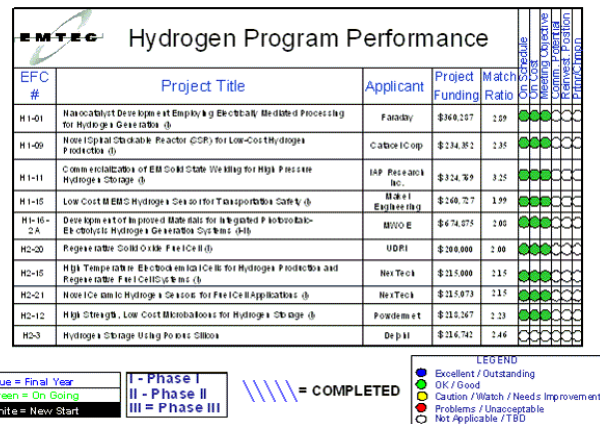 EMTEC
Hydrogen Program Performance
On Schedule
On Cost
Meeting Objective
Comm. Potential
Reinvest. Position
EFC #
Project Title
Applicant
Project Funding
Match Ratio
H1-01 Nanocatalyst Development Employing Electrically Mediated Processing for Hydrogen Generation (I) Faraday $360,287 2.89
H1-09 Novel Spiral Stackable Reactor (SSR) for Low-Cost Hydrogen Production (I) Catacel Corp 2.35
H1-11 Commercialization of EM Solid State Welding for High Pressure Hydrogen Storage (I) IAP Research Inc. 3.25
H1-15 Low Cost MEMS Hydrogen Sensor for Transportation Safety (I) Makel Engineering $260,727 1.99
H1-16-2A Development of Improved Materials for Integrated Photovoltaic-Electrolysis Hydrogen Generation Systems (I-II) MWOE $674,875 2.08
H2-20 Regenerative Solid Oxide Fuel Cell (I) UDRI $200,000 2.00
H2-15 High Temperature Electrochemical Cells for Hydrogen Production and Regenerative Fuel Cell Systems (I) NexTech $215,000 2.15
H2-21 Novel Ceramic Hydrogen Sensors for Fuel Cell Applications (I) NexTech $215,073 2.15
H2-12 High Strength, Low Cost Microballoons for Hydrogen Storage (I) Powdermet $218,267 2.23
H2-3 Hydrogen Storage Using Porous Silicon Delphi $216,742 2.46
ue = Final Year
reen = On Going
hite = New Start
I - Phase I
II - Phase II
III = Phase III
= COMPLETED
LEGEND
Excellent / Outstanding
OK / Good
Caution / Watch / Needs Improvement
Problems / Unacceptable
Not Applicable / TBD